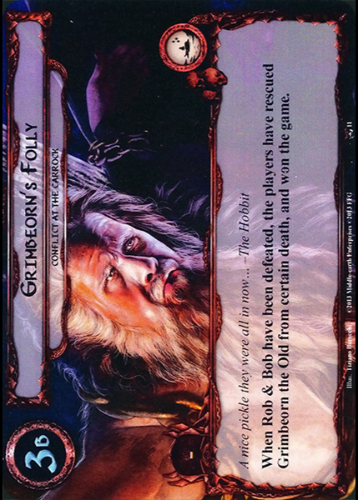 3B
GRIMBEORN'S FOLLY
CONFLICT AT THE CARROCK
A nice pickle they were all in now… –The Hobbit
When Rob & Bob have been defeated, the players have rescued
Grimbeorn the Old from certain death, and won the game.
Illus. Tiziano ©2013 Middle-earth Enterprises ©2013 FFG 11